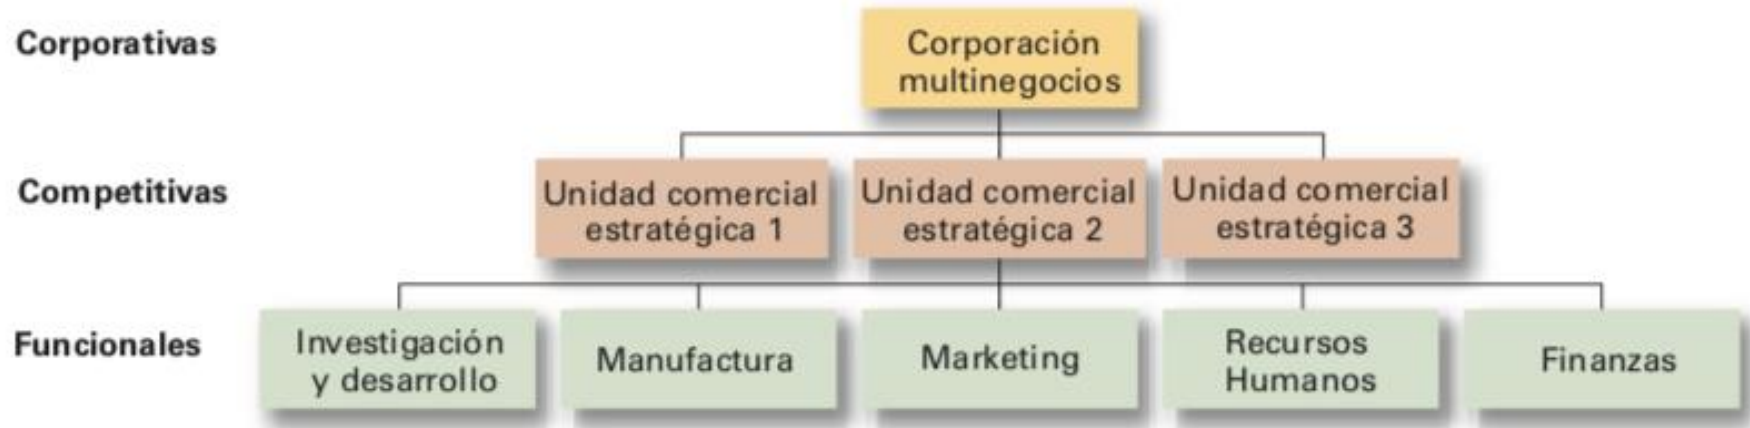 Corporativas
Corporación
multinegocios
Competitivas
Unidad comercial
estratégica 1
Unidad comercial
estratégica 2
Unidad comercial
estratégica 3
Funcionales
Investigación
y desarrollo
Manufactura
Marketing
Recursos
Humanos
Finanzas